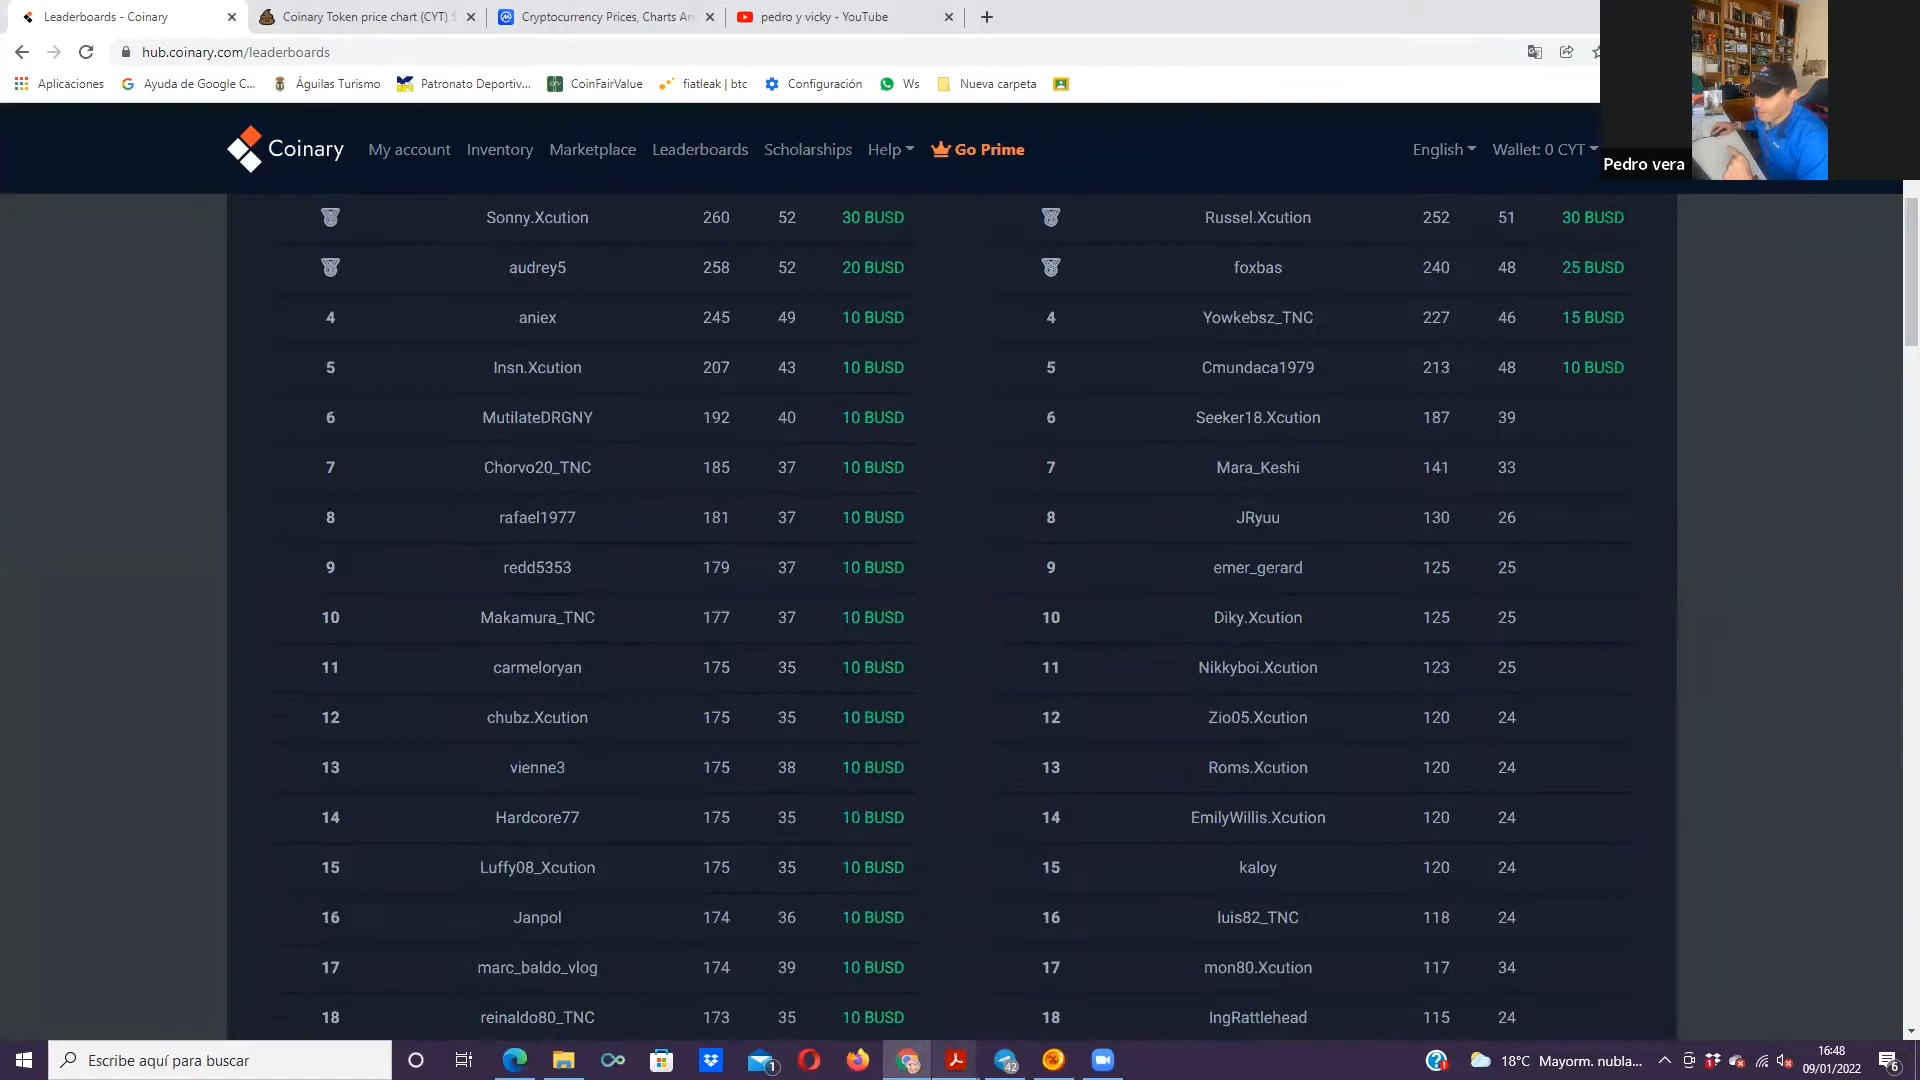 Leaderboards - Coinary
Coinary Token price chart (CYT) S
Cryptocurrency Prices, Charts An
pedro y vicky - YouTube
hub.coinary.com/leaderboards
Aplicaciones
Ayuda de Google C...
Águilas Turismo
Patronato Deportiv...
CoinFairValue
fiatleak | btc
Configuración
Ws
Nueva carpeta
Coinary
My account
Inventory
Marketplace
Leaderboards
Scholarships
Help
Go Prime
English
Wallet: 0 CYT
Pedro vera
Sonny.Xcution 260 52 30 BUSD
audrey5 258 52 20 BUSD
4 aniex 245 49 10 BUSD
5 Insn.Xcution 207 43 10 BUSD
6 MutilateDRGNY 192 40 10 BUSD
7 Chorvo20_TNC 185 37 10 BUSD
8 rafael1977 181 37 10 BUSD
9 redd5353 179 37 10 BUSD
10 Makamura_TNC 177 37 10 BUSD
11 carmeloryan 175 35 10 BUSD
12 chubz.Xcution 175 35 10 BUSD
13 vienne3 175 38 10 BUSD
14 Hardcore77 175 35 10 BUSD
15 Luffy08_Xcution 175 35 10 BUSD
16 Janpol 174 36 10 BUSD
17 marc_baldo_vlog 174 39 10 BUSD
18 reinaldo80_TNC 173 35 10 BUSD
Russel.Xcution 252 51 30 BUSD
foxbas 240 48 25 BUSD
4 Yowkebsz_TNC 227 46 15 BUSD
5 Cmundaca1979 213 48 10 BUSD
6 Seeker18.Xcution 187 39
7 Mara_Keshi 141 33
8 JRyuu 130 26
9 emer_gerard 125 25
10 Diky.Xcution 125 25
11 Nikkyboi.Xcution 123 25
12 Zio05.Xcution 120 24
13 Roms.Xcution 120 24
14 EmilyWillis.Xcution 120 24
15 kaloy 120 24
16 luis82_TNC 118 24
17 mon80.Xcution 117 34
18 IngRattlehead 115 24
Escribe aquí para buscar
1
42
18°C Mayorm. nubla...
16:48
09/01/2022
6